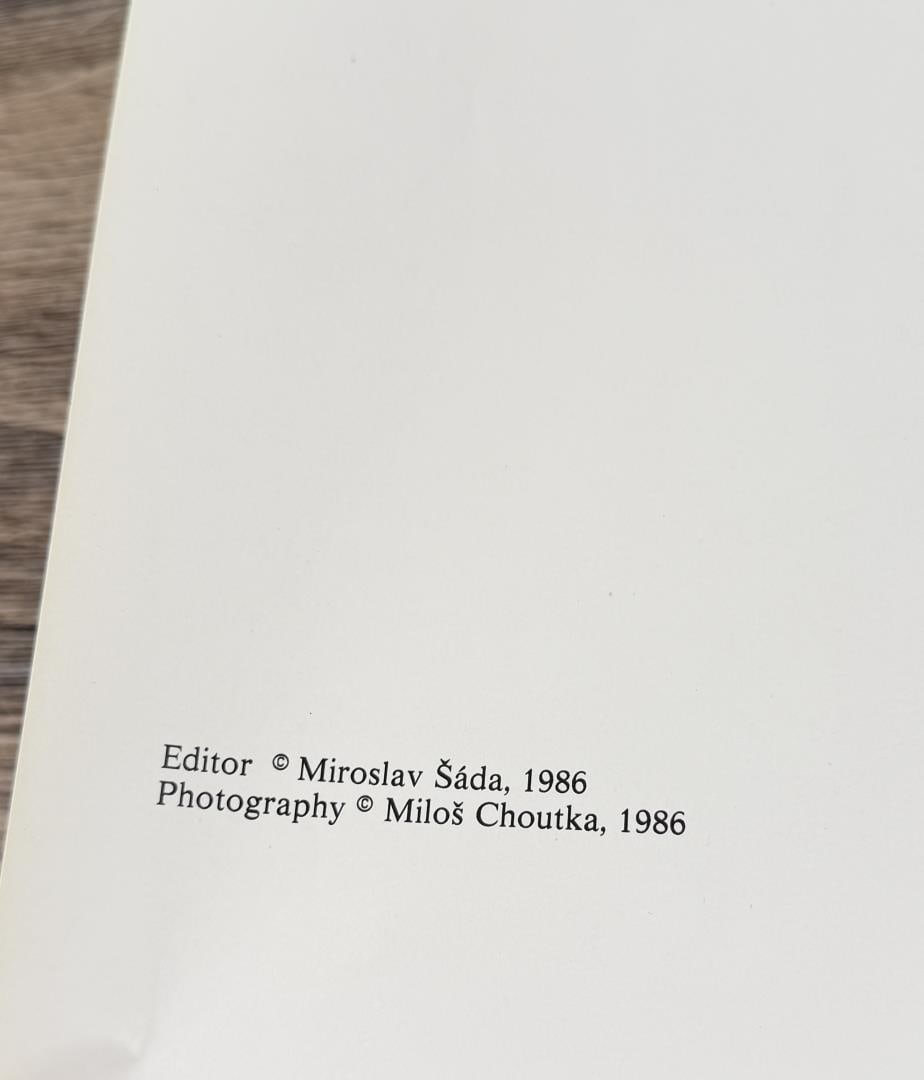 Editor © Miroslav Šáda, 1986
Photography © Miloš Choutka, 1986